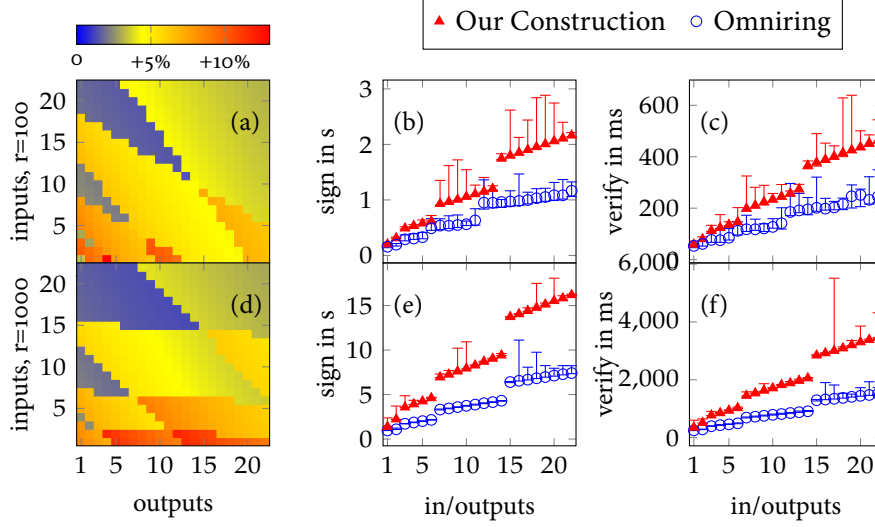 Our Construction Omniring
0 +5% +10%
inputs, r=100
20
15
10
5
(a)
sign in s
3
2
1
0
(b)
verify in ms
600
400
200
0
(c)
inputs, r=1000
20
15
10
5
(d)
1 5 10 15 20
outputs
sign in s
15
10
5
0
(e)
1 5 10 15 20
in/outputs
verify in ms
6,000
4,000
2,000
0
(f)
1 5 10 15 20
in/outputs